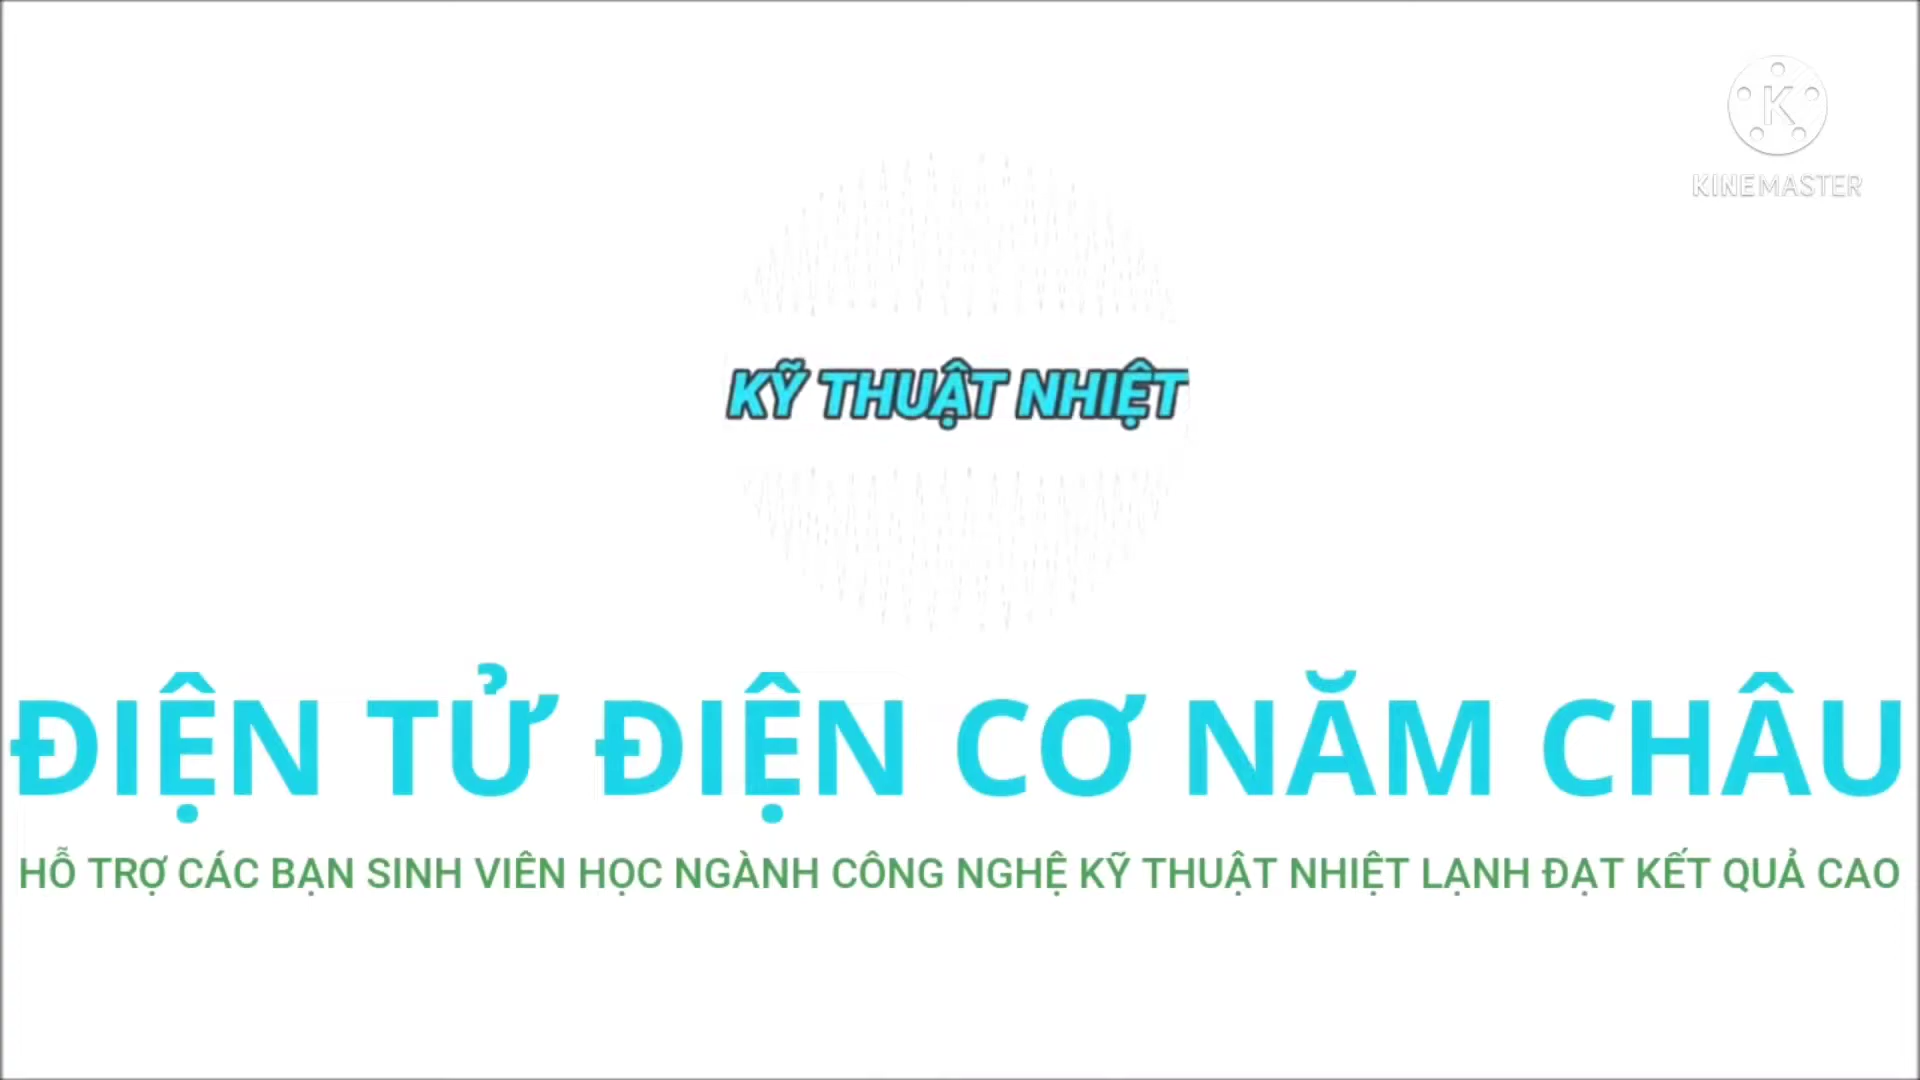 KINEMASTER
KỸ THUẬT NHIỆT
ĐIỆN TỬ ĐIỆN CƠ NĂM CHÂU
HỖ TRỢ CÁC BẠN SINH VIÊN HỌC NGÀNH CÔNG NGHỆ KỸ THUẬT NHIỆT LẠNH ĐẠT KẾT QUẢ CAO